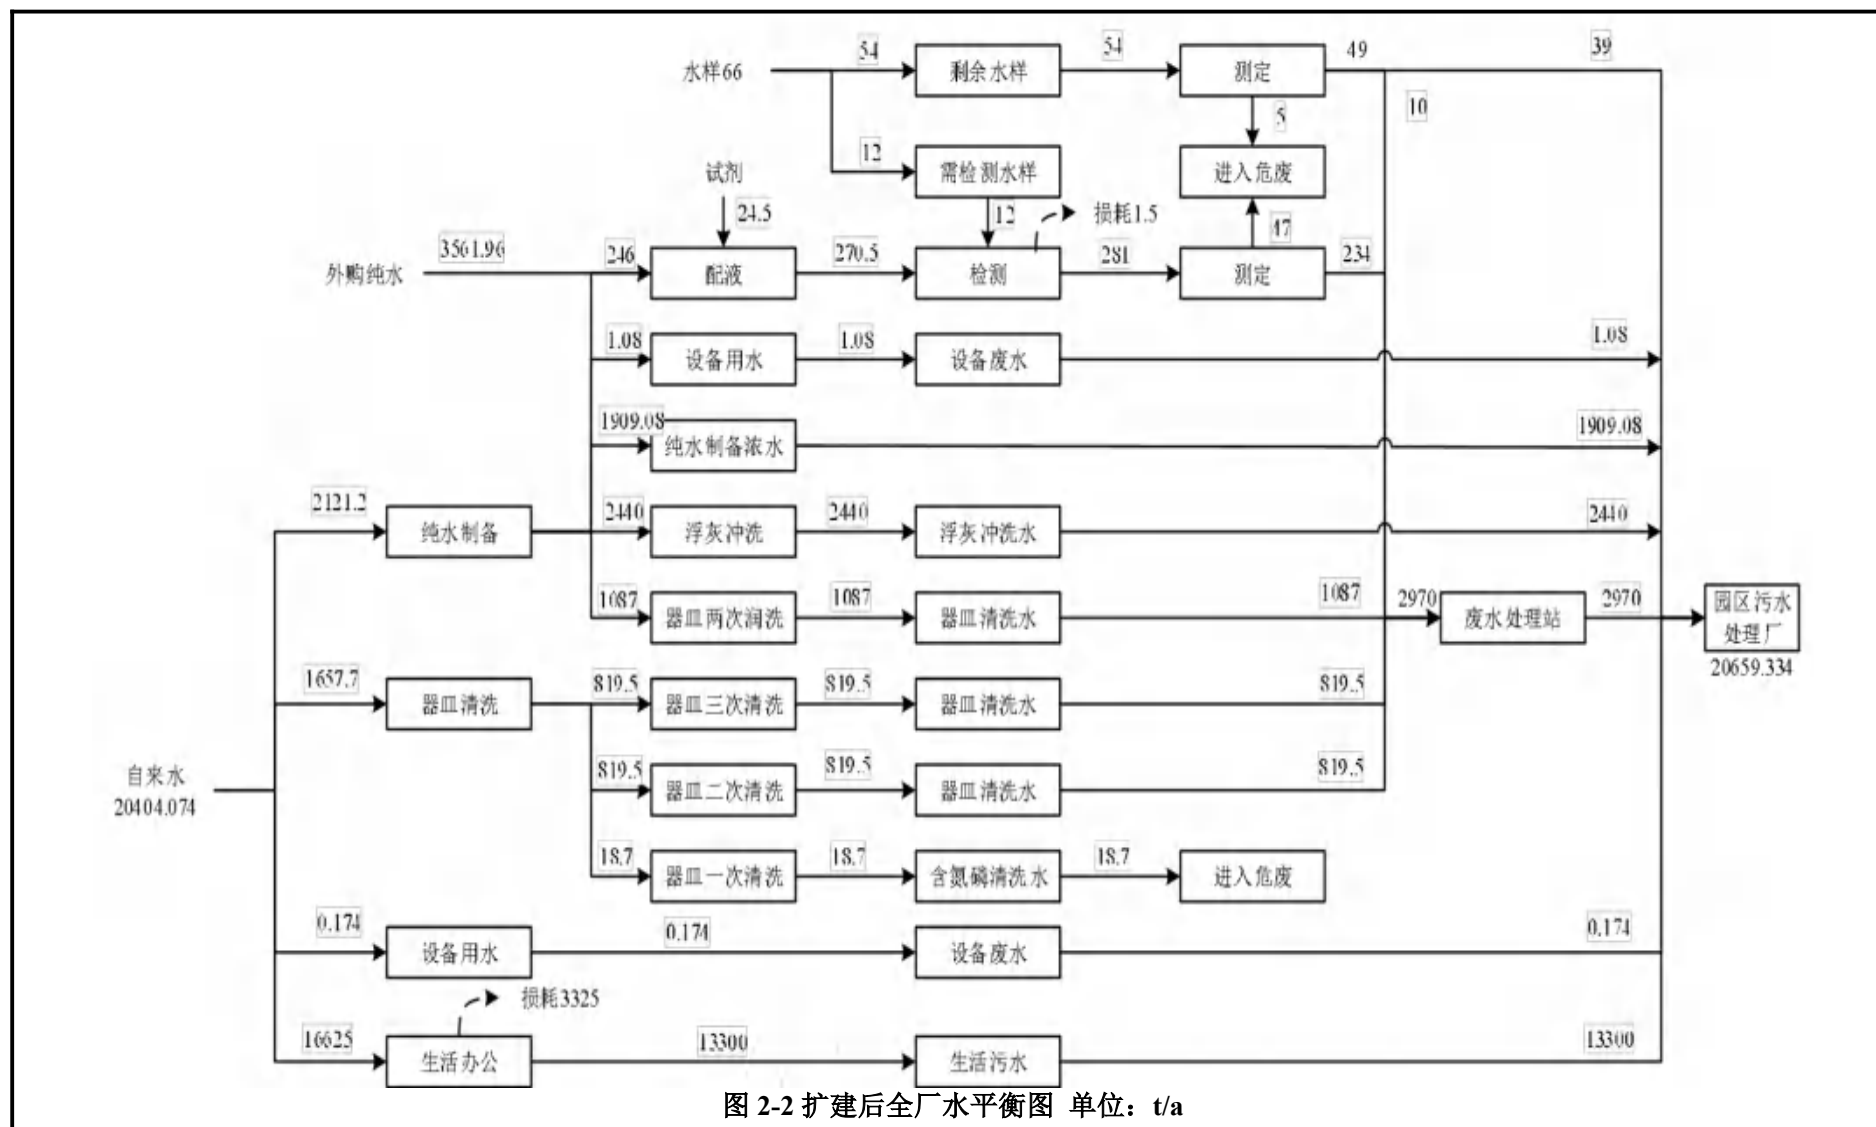 水样66
54
剩余水样
54
测定
49
39
10
5
12
需检测水样
进入危废
试剂
24.5
12
损耗1.5
47
外购纯水
3561.96
246
配液
270.5
检测
281
测定
234
1.08
设备用水
1.08
设备废水
1.08
1909.08
纯水制备浓水
1909.08
2121.2
纯水制备
2440
浮灰冲洗
2440
浮灰冲洗水
2440
1087
器皿两次润洗
1087
器皿清洗水
1087
2970
废水处理站
2970
园区污水
处理厂
20659.334
1657.7
器皿清洗
819.5
器皿三次清洗
819.5
器皿清洗水
819.5
自来水
20404.074
819.5
器皿二次清洗
819.5
器皿清洗水
819.5
18.7
器皿一次清洗
18.7
含氮磷清洗水
18.7
进入危废
0.174
设备用水
0.174
设备废水
0.174
损耗3325
16625
生活办公
13300
生活污水
13300
图 2-2 扩建后全厂水平衡图 单位：t/a